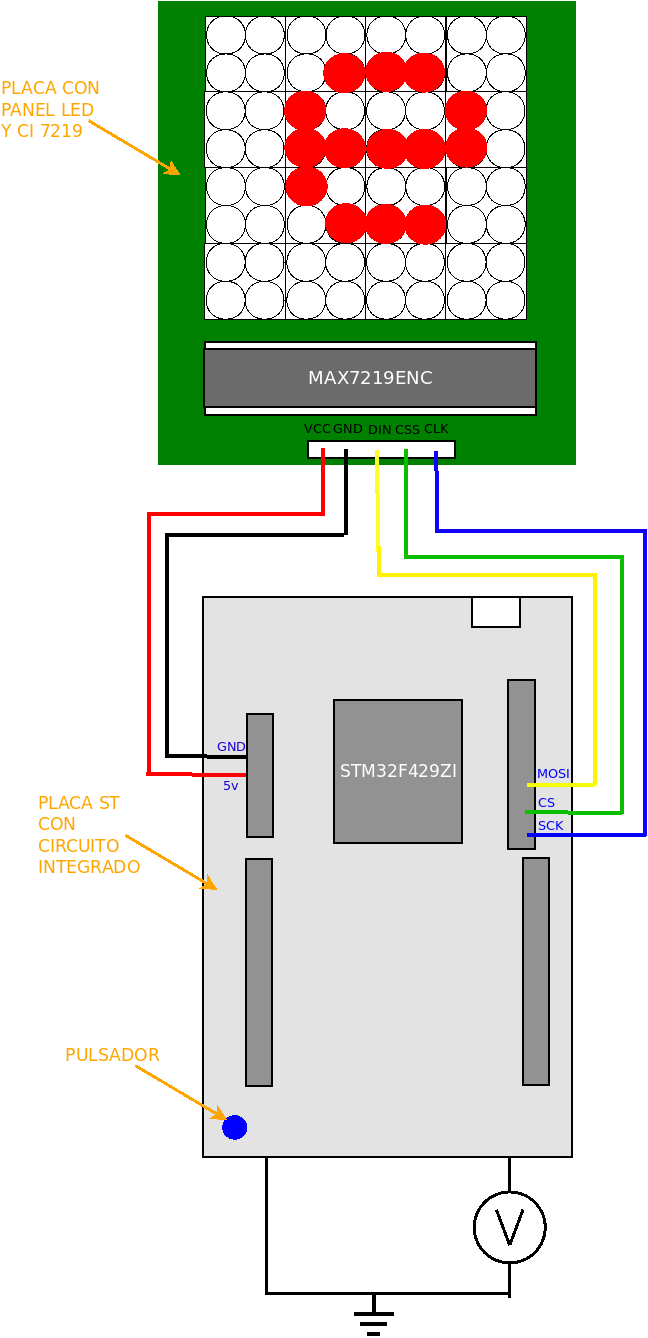 PLACA CON
PANEL LED
Y CI 7219
MAX7219ENC
VCC GND DIN CSS CLK
GND
5v
STM32F429ZI
MOSI
CS
SCK
PLACA ST
CON
CIRCUITO
INTEGRADO
PULSADOR
V